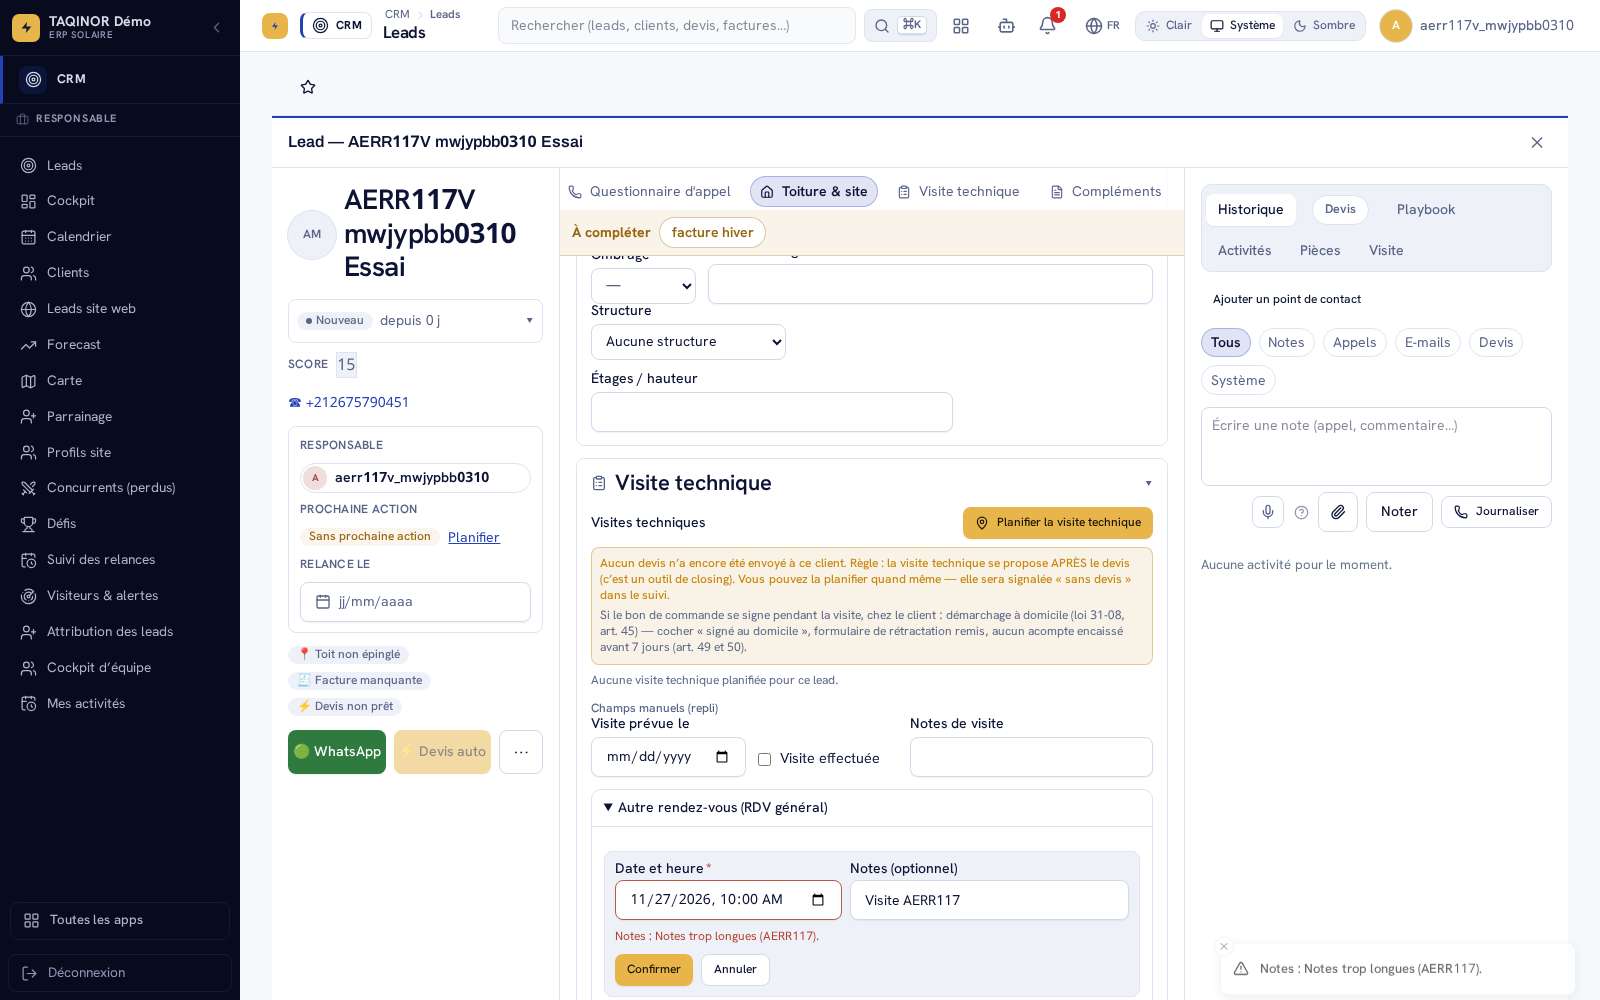 TAQINOR Démo
ERP SOLAIRE
CRM
RESPONSABLE
Leads
Cockpit
Calendrier
Clients
Leads site web
Forecast
Carte
Parrainage
Profils site
Concurrents (perdus)
Défis
Suivi des relances
Visiteurs & alertes
Attribution des leads
Cockpit d’équipe
Mes activités
Toutes les apps
Déconnexion
CRM
CRM > Leads
Leads
Rechercher (leads, clients, devis, factures...)
⌘K
1
FR
Clair
Système
Sombre
A
aerr117v_mwjypbb0310
Lead — AERR117V mwjypbb0310 Essai
AM
AERR117V
mwjypbb0310
Essai
Nouveau depuis 0 j
SCORE 15
☎ +212675790451
RESPONSABLE
A aerr117v_mwjypbb0310
PROCHAINE ACTION
Sans prochaine action Planifier
RELANCE LE
jj/mm/aaaa
📍 Toit non épinglé
🧾 Facture manquante
⚡ Devis non prêt
🟢 WhatsApp
⚡ Devis auto
...
Questionnaire d'appel
Toiture & site
Visite technique
Compléments
À compléter facture hiver
Ombrage
—
Structure
Aucune structure
Étages / hauteur
Visite technique
Visites techniques
Planifier la visite technique
Aucun devis n’a encore été envoyé à ce client. Règle : la visite technique se propose APRÈS le devis
(c’est un outil de closing). Vous pouvez la planifier quand même — elle sera signalée « sans devis »
dans le suivi.
Si le bon de commande se signe pendant la visite, chez le client : démarchage à domicile (loi 31-08,
art. 45) — cocher « signé au domicile », formulaire de rétractation remis, aucun acompte encaissé
avant 7 jours (art. 49 et 50).
Aucune visite technique planifiée pour ce lead.
Champs manuels (repli)
Visite prévue le
mm/dd/yyyy
Visite effectuée
Notes de visite
Autre rendez-vous (RDV général)
Date et heure *
11/27/2026, 10:00 AM
Notes (optionnel)
Visite AERR117
Notes : Notes trop longues (AERR117).
Confirmer
Annuler
Historique
Devis
Playbook
Activités
Pièces
Visite
Ajouter un point de contact
Tous
Notes
Appels
E-mails
Devis
Système
Écrire une note (appel, commentaire...)
Noter
Journaliser
Aucune activité pour le moment.
Notes : Notes trop longues (AERR117).